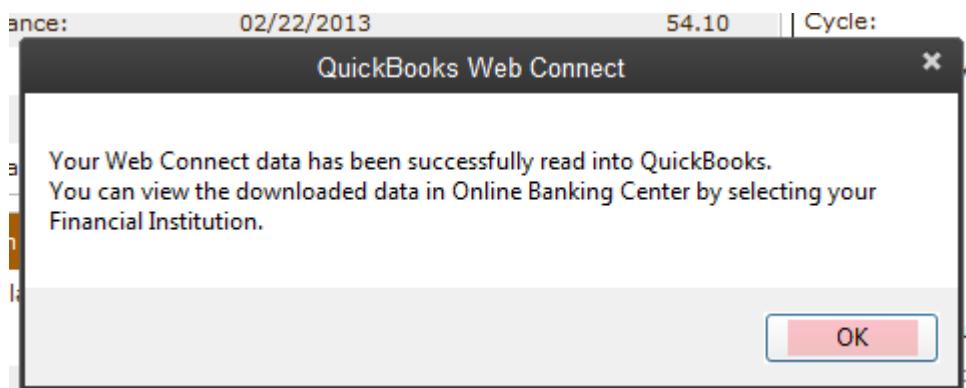 ance: 02/22/2013 54.10 Cycle:
QuickBooks Web Connect
Your Web Connect data has been successfully read into QuickBooks.
You can view the downloaded data in Online Banking Center by selecting your
Financial Institution.
OK